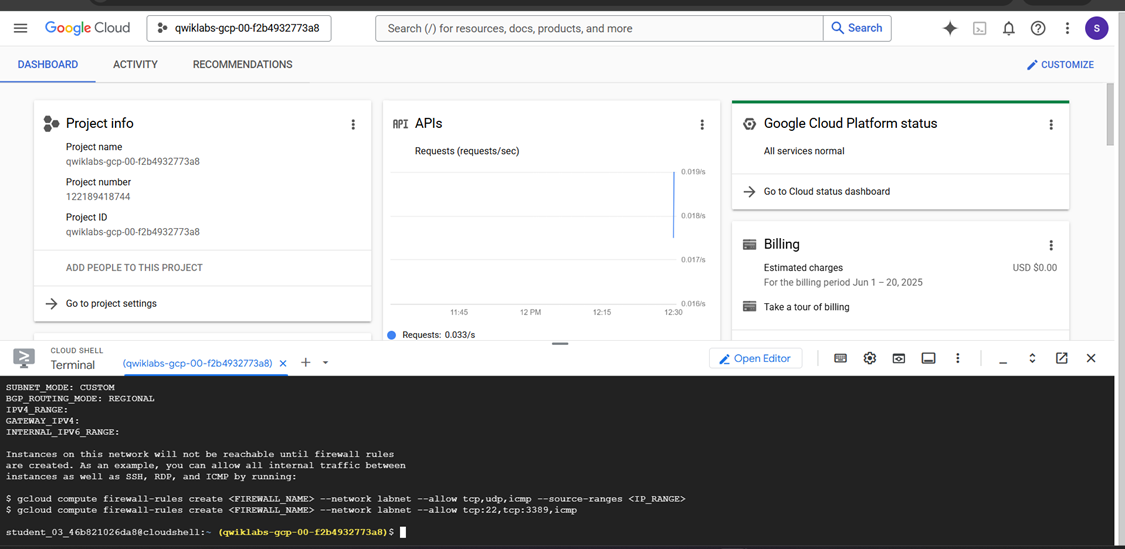 Google Cloud
qwiklabs-gcp-00-f2b4932773a8
Search (/) for resources, docs, products, and more
Search
S
DASHBOARD
ACTIVITY
RECOMMENDATIONS
CUSTOMIZE
Project info
Project name
qwiklabs-gcp-00-f2b4932773a8
Project number
122189418744
Project ID
qwiklabs-gcp-00-f2b4932773a8
ADD PEOPLE TO THIS PROJECT
Go to project settings
API APIs
Requests (requests/sec)
0.019/s
0.018/s
0.017/s
0.016/s
11:45
12 PM
12:15
12:30
Requests: 0.033/s
Google Cloud Platform status
All services normal
Go to Cloud status dashboard
Billing
Estimated charges
USD $0.00
For the billing period Jun 1 – 20, 2025
Take a tour of billing
CLOUD SHELL
Terminal
(qwiklabs-gcp-00-f2b4932773a8)
Open Editor
SUBNET_MODE: CUSTOM
BGP_ROUTING_MODE: REGIONAL
IPV4_RANGE:
GATEWAY_IPV4:
INTERNAL_IPV6_RANGE:
Instances on this network will not be reachable until firewall rules
are created. As an example, you can allow all internal traffic between
instances as well as SSH, RDP, and ICMP by running:
$ gcloud compute firewall-rules create <FIREWALL_NAME> --network labnet --allow tcp,udp,icmp --source-ranges <IP_RANGE>
$ gcloud compute firewall-rules create <FIREWALL_NAME> --network labnet --allow tcp:22,tcp:3389,icmp
student_03_46b821026da8@cloudshell:~ (qwiklabs-gcp-00-f2b4932773a8)$